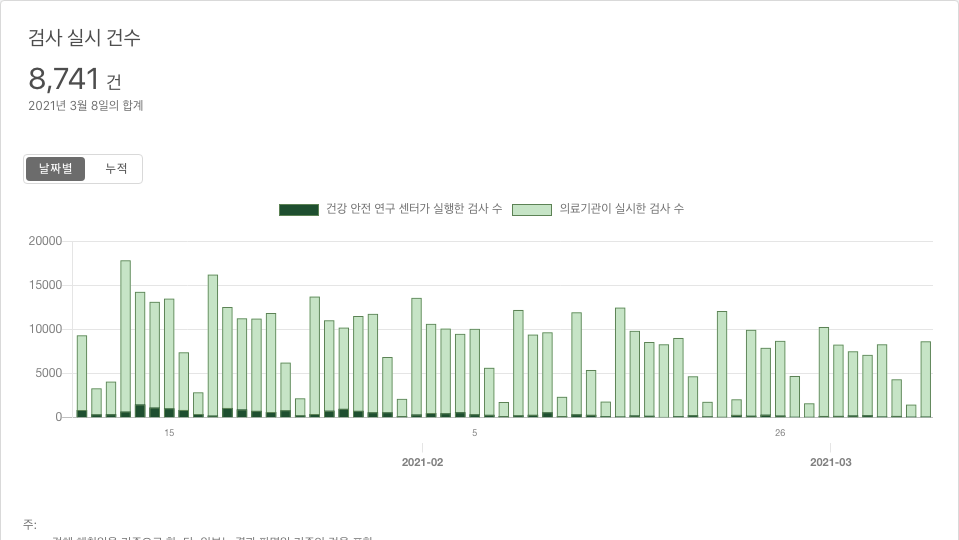 검사 실시 건수
8,741 건
2021년 3월 8일의 합계
날짜별 누적
건강 안전 연구 센터가 실행한 검사 수 의료기관이 실시한 검사 수
20000
15000
10000
5000
0
15 5 26
2021-02 2021-03
주: